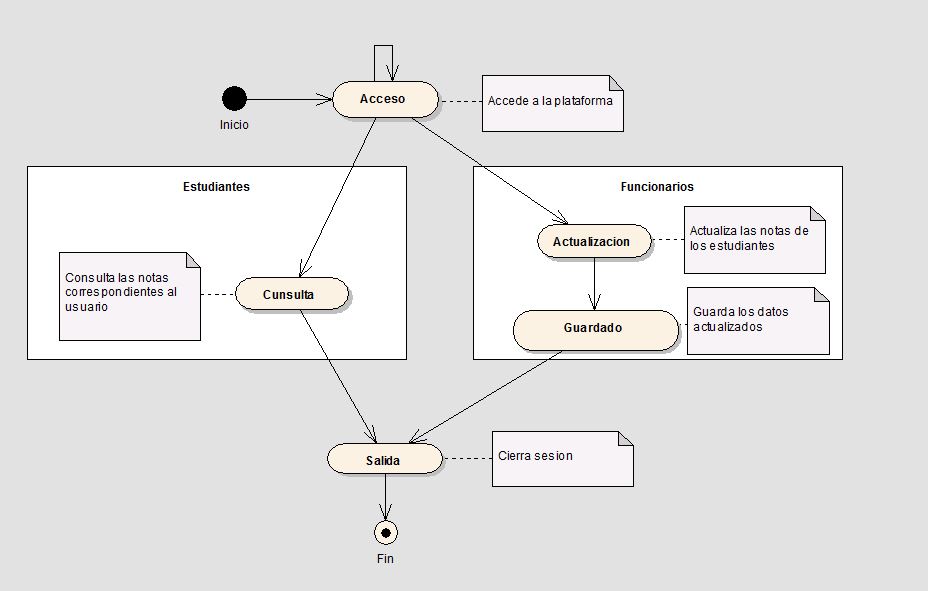 Acceso
Accede a la plataforma
Inicio
Estudiantes
Funcionarios
Actualiza las notas de
los estudiantes
Actualizacion
Consulta las notas
correspondientes al
usuario
Cunsulta
Guarda los datos
actualizados
Guardado
Salida
Cierra sesion
Fin